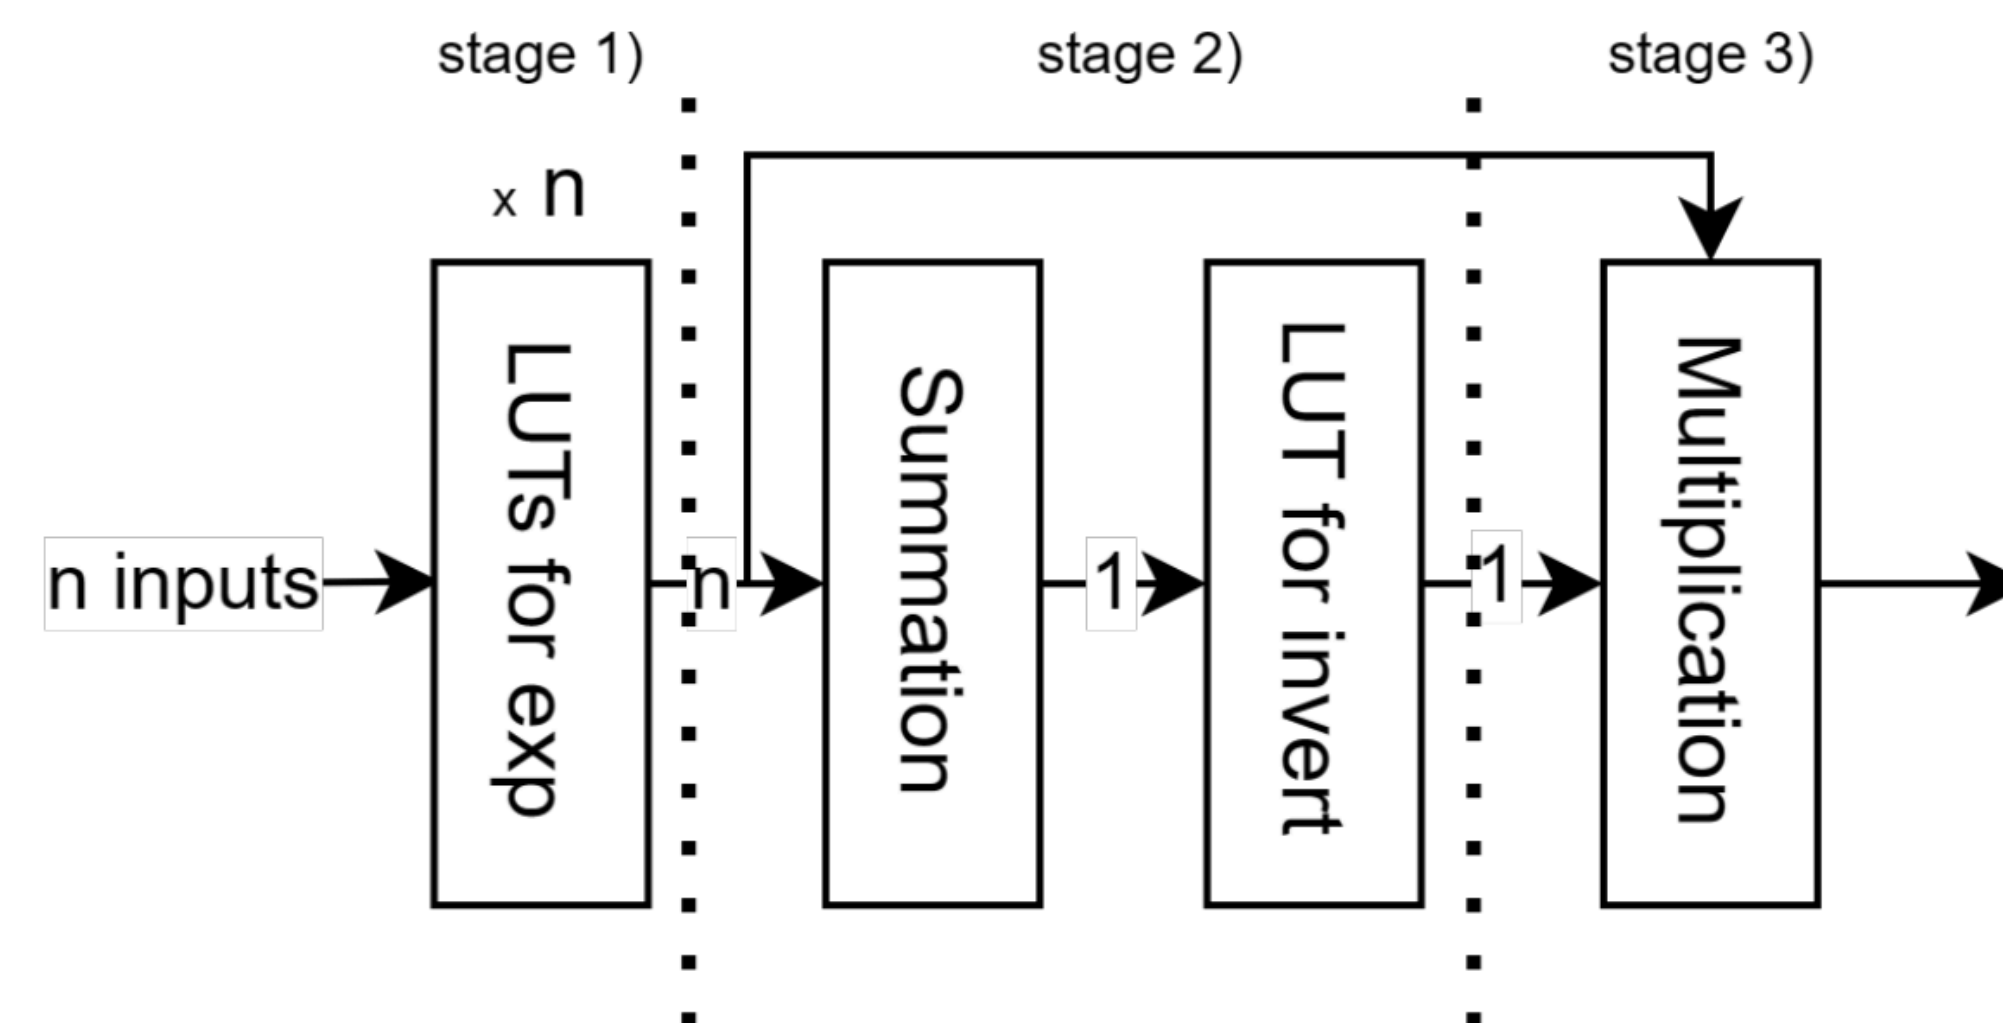 stage 1)
stage 2)
stage 3)
x n
n inputs
LUTs for exp
n
Summation
1
LUT for invert
1
Multiplication